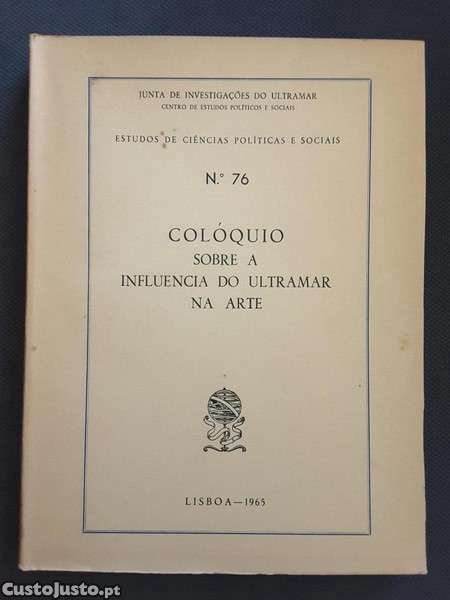 JUNTA DE INVESTIGAÇÕES DO ULTRAMAR
CENTRO DE ESTUDOS POLÍTICOS E SOCIAIS
ESTUDOS DE CIÊNCIAS POLÍTICAS E SOCIAIS
N.º 76
COLÓQUIO
SOBRE A
INFLUENCIA DO ULTRAMAR
NA ARTE
LISBOA — 1965
CustoJusto.pt